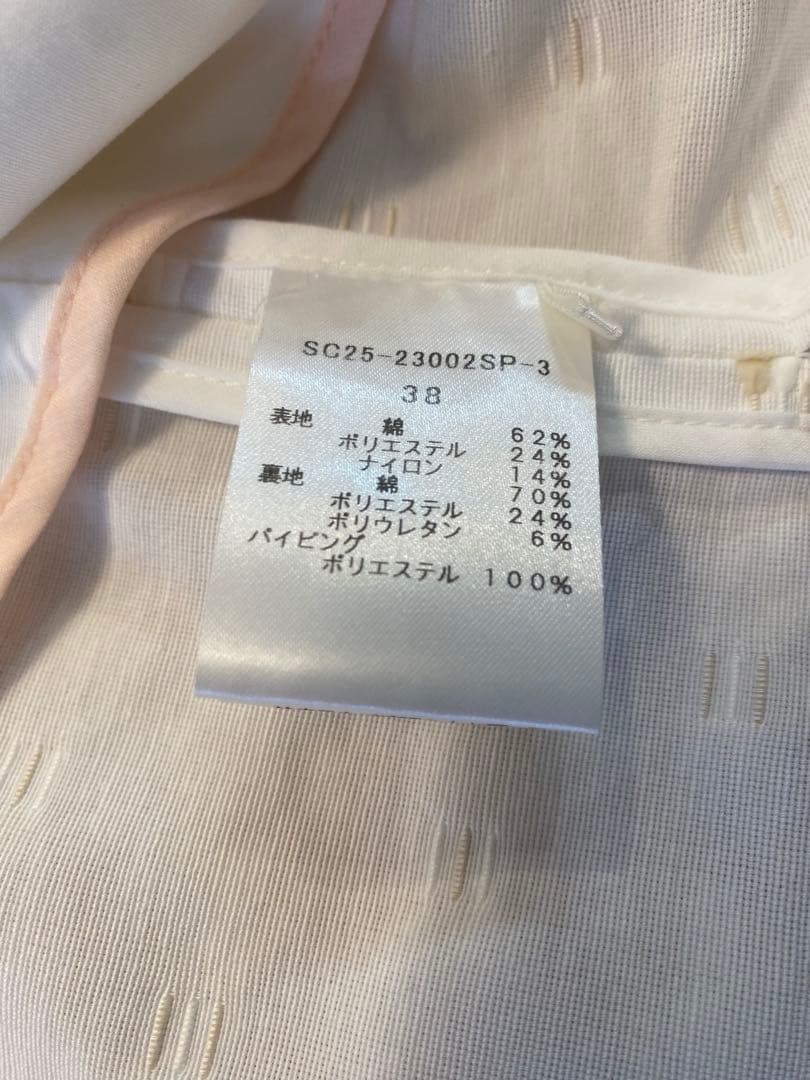 SC25-23002SP-3
38
表地 綿 62%
ポリエステル 24%
ナイロン 14%
裏地 綿 70%
ポリエステル 24%
ポリウレタン 6%
パイピング
ポリエステル 100%